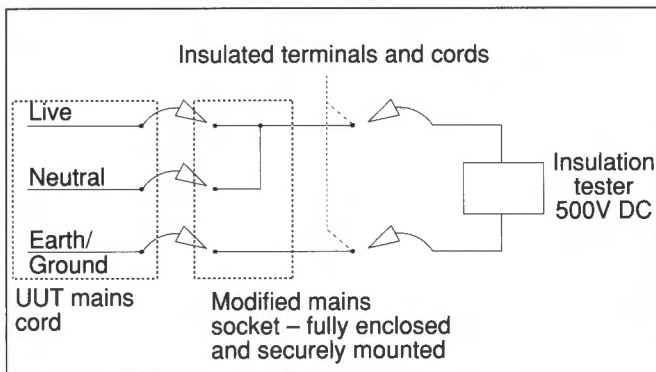 Insulated terminals and cords
Live
Neutral
Earth/
Ground
UUT mains
cord
Modified mains
socket – fully enclosed
and securely mounted
Insulation
tester
500V DC